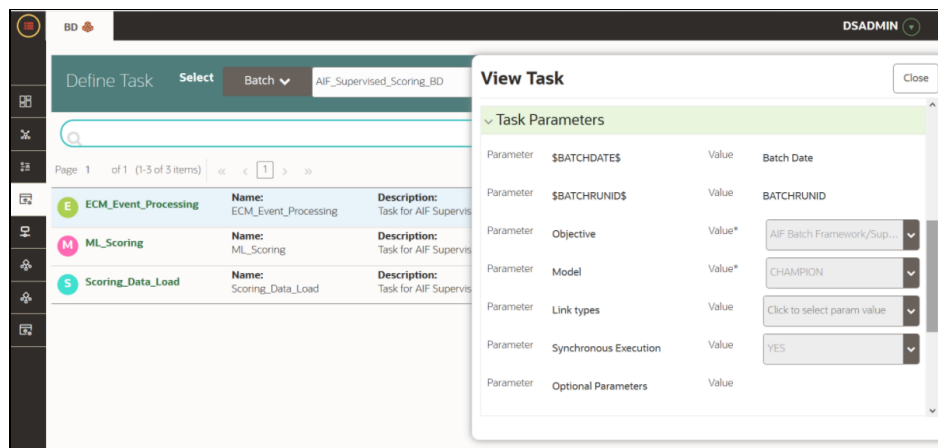 BD
DSADMIN
Define Task Select Batch AIF_Supervised_Scoring_BD
Page 1 of 1 (1-3 of 3 items) « < 1 > »
E ECM_Event_Processing Name: ECM_Event_Processing Description: Task for AIF Supervis
M ML_Scoring Name: ML_Scoring Description: Task for AIF Supervis
S Scoring_Data_Load Name: Scoring_Data_Load Description: Task for AIF Supervis
View Task Close
Task Parameters
Parameter $BATCHDATE$ Value Batch Date
Parameter $BATCHRUNID$ Value BATCHRUNID
Parameter Objective Value* AIF Batch Framework/Sup...
Parameter Model Value* CHAMPION
Parameter Link types Value Click to select param value
Parameter Synchronous Execution Value YES
Parameter Optional Parameters Value